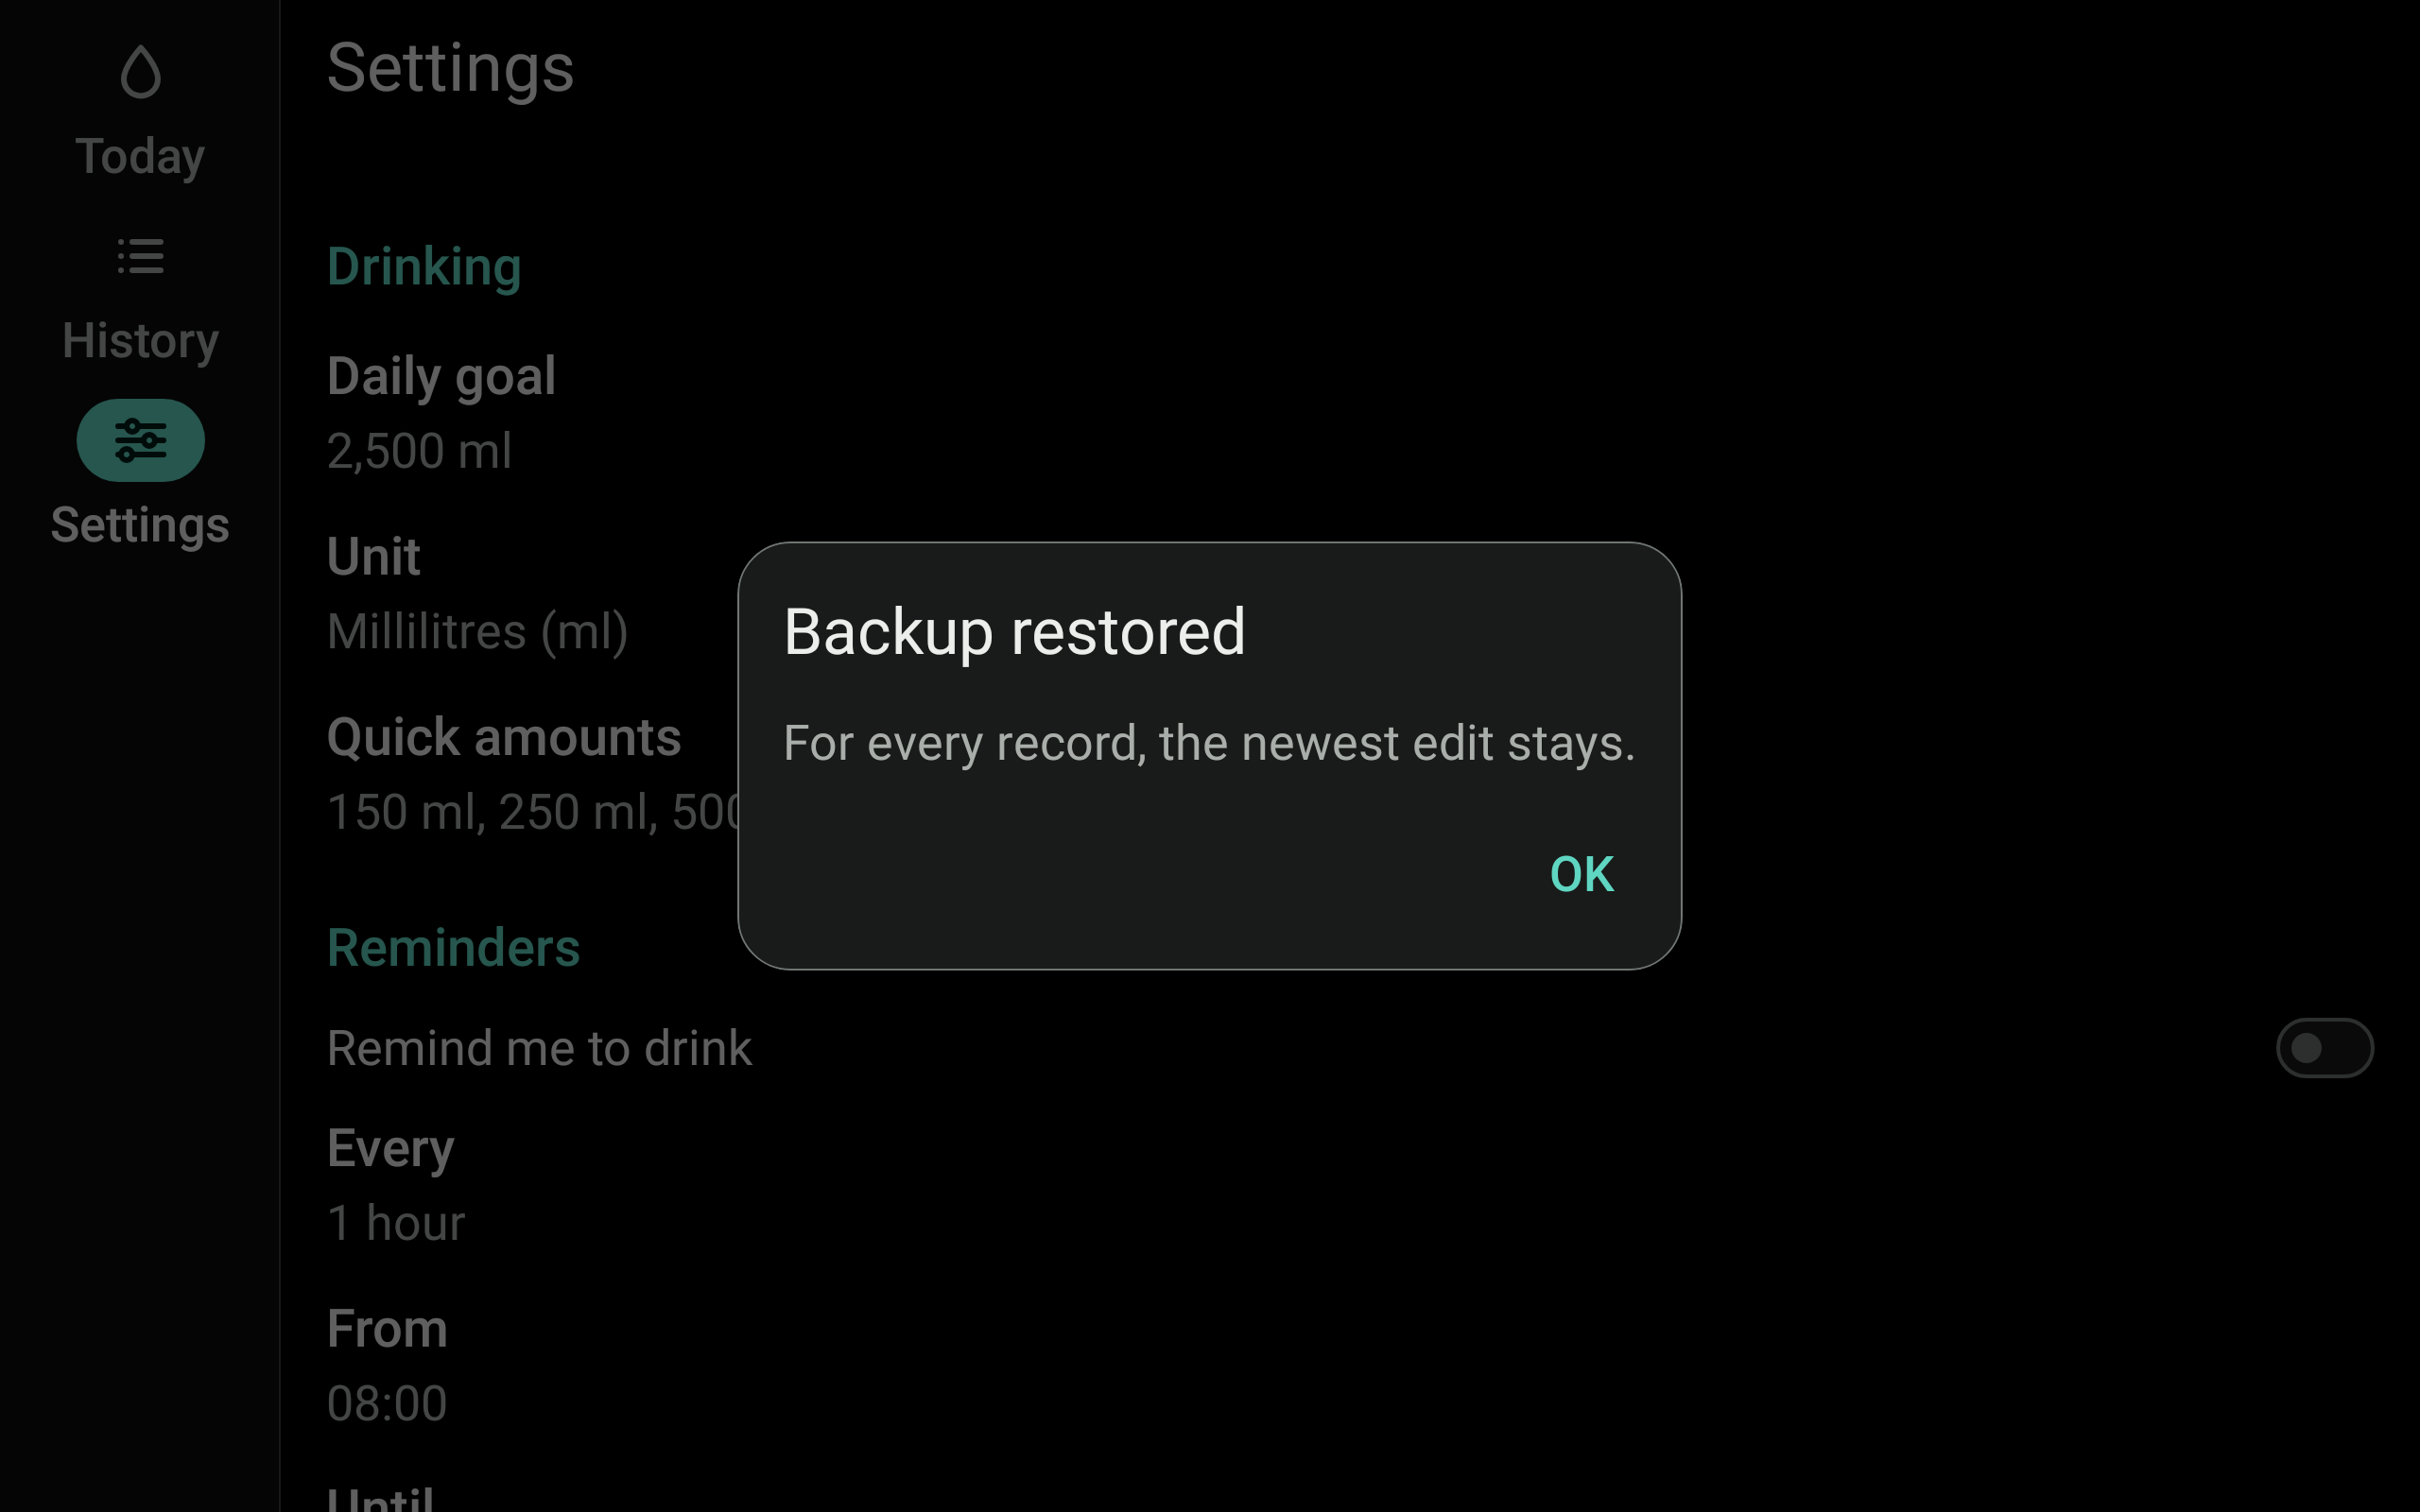 Today
History
Settings
Settings
Drinking
Daily goal
2,500 ml
Unit
Millilitres (ml)
Quick amounts
150 ml, 250 ml, 500
Reminders
Remind me to drink
Every
1 hour
From
08:00
Until
Backup restored
For every record, the newest edit stays.
OK